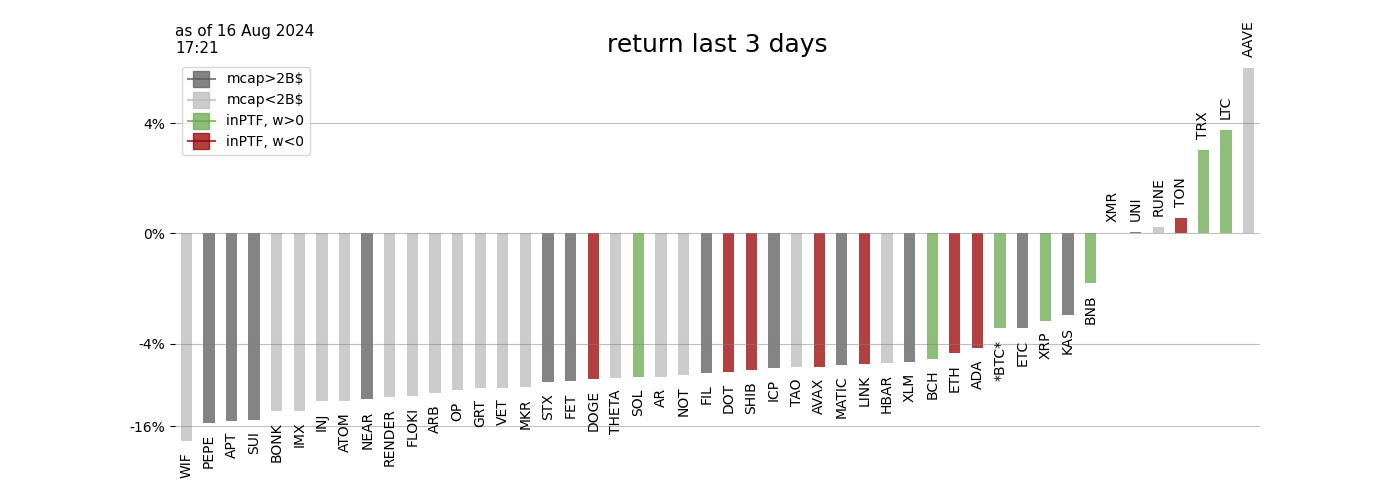 as of 16 Aug 2024
17:21
return last 3 days
mcap>2B$
mcap<2B$
inPTF, w>0
inPTF, w<0
4%
0%
-4%
-16%
WIF
PEPE
APT
SUI
BONK
IMX
INJ
ATOM
NEAR
RENDER
FLOKI
ARB
OP
GRT
VET
MKR
STX
FET
DOGE
THETA
SOL
AR
NOT
FIL
DOT
SHIB
ICP
TAO
AVAX
MATIC
LINK
HBAR
XLM
BCH
ETH
ADA
*BTC*
ETC
XRP
KAS
BNB
XMR
UNI
RUNE
TON
TRX
LTC
AAVE